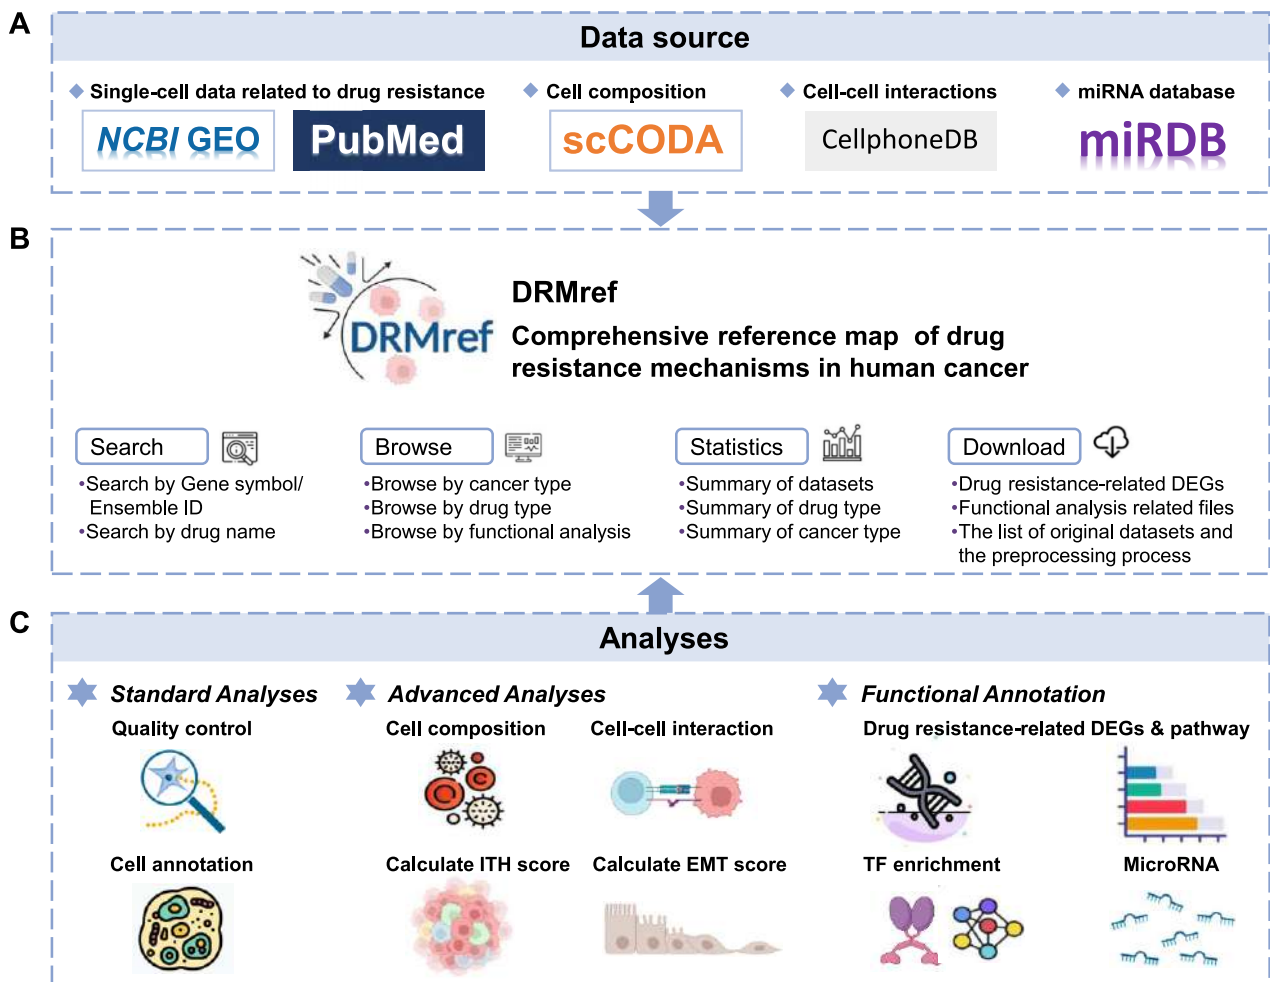 A
Data source
Single-cell data related to drug resistance
Cell composition
Cell-cell interactions
miRNA database
NCBI GEO
PubMed
scCODA
CellphoneDB
miRDB
B
DRMref
DRMref
Comprehensive reference map of drug
resistance mechanisms in human cancer
Search
•Search by Gene symbol/
Ensemble ID
•Search by drug name
Browse
•Browse by cancer type
•Browse by drug type
•Browse by functional analysis
Statistics
•Summary of datasets
•Summary of drug type
•Summary of cancer type
Download
•Drug resistance-related DEGs
•Functional analysis related files
•The list of original datasets and
the preprocessing process
C
Analyses
Standard Analyses
Quality control
Cell annotation
Advanced Analyses
Cell composition
Cell-cell interaction
Calculate ITH score
Calculate EMT score
Functional Annotation
Drug resistance-related DEGs & pathway
TF enrichment
MicroRNA